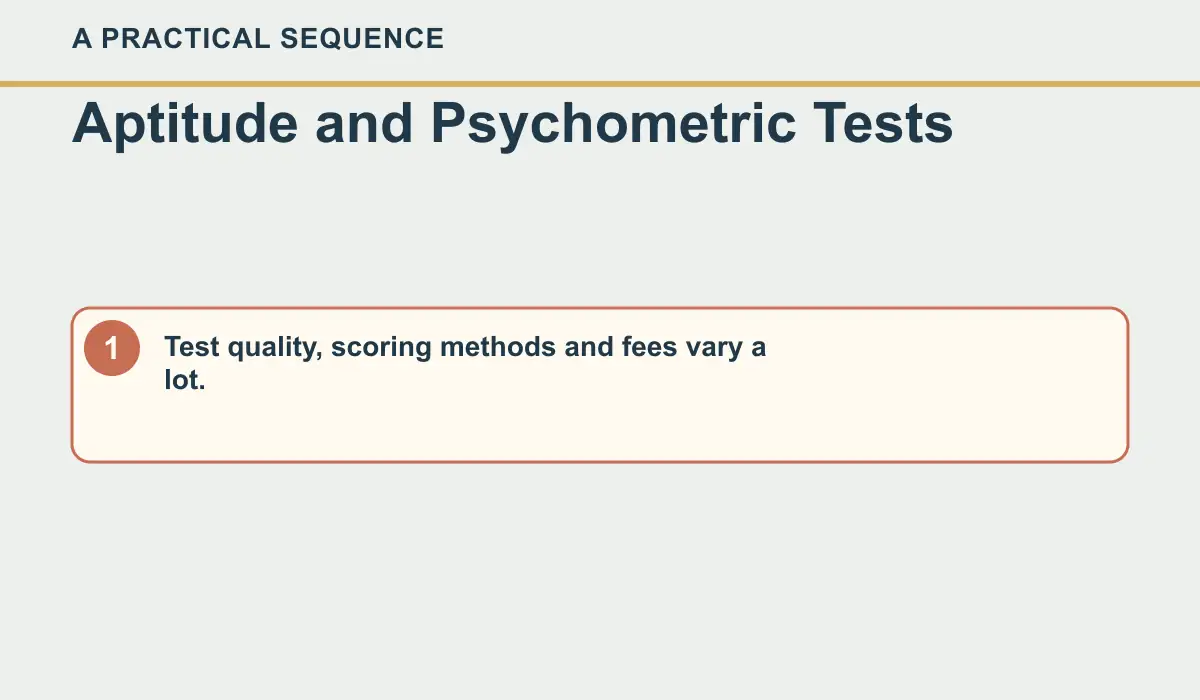 A PRACTICAL SEQUENCE
Aptitude and Psychometric Tests
1
Test quality, scoring methods and fees vary a
lot.